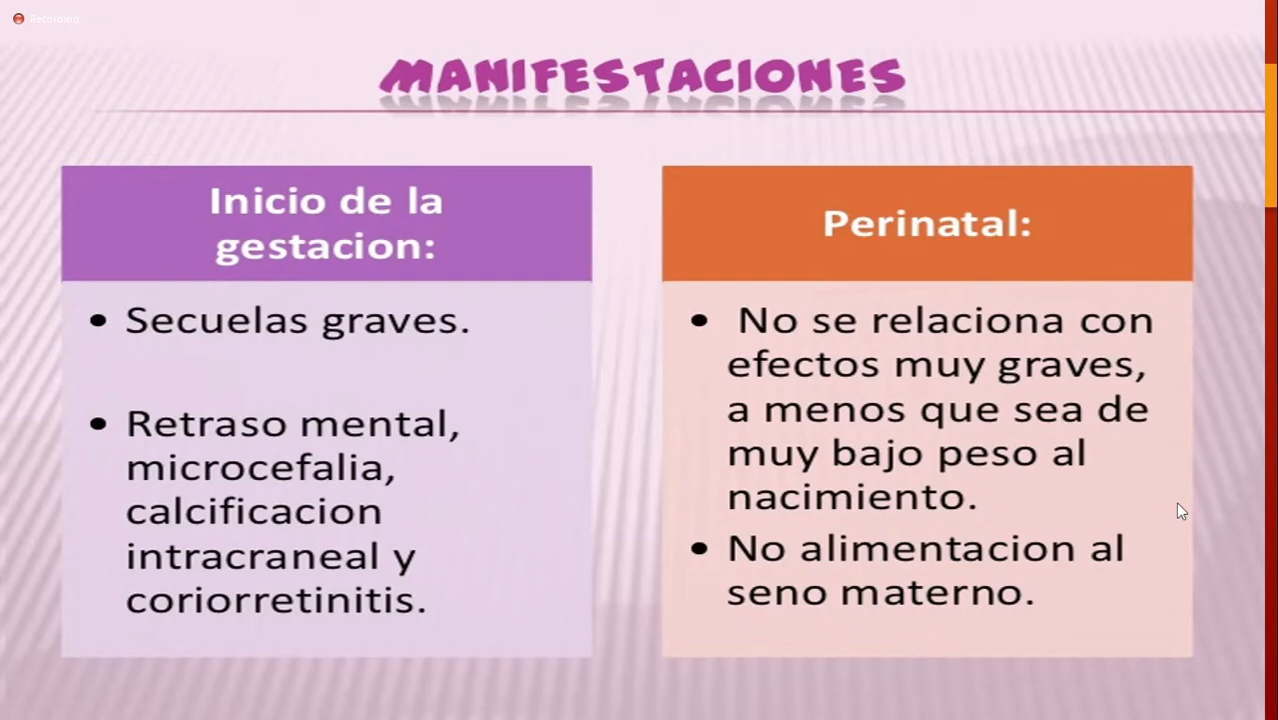 Recording
MANIFESTACIONES
Inicio de la
gestacion:
• Secuelas graves.
• Retraso mental,
microcefalia,
calcificacion
intracraneal y
coriorretinitis.
Perinatal:
• No se relaciona con
efectos muy graves,
a menos que sea de
muy bajo peso al
nacimiento.
• No alimentacion al
seno materno.